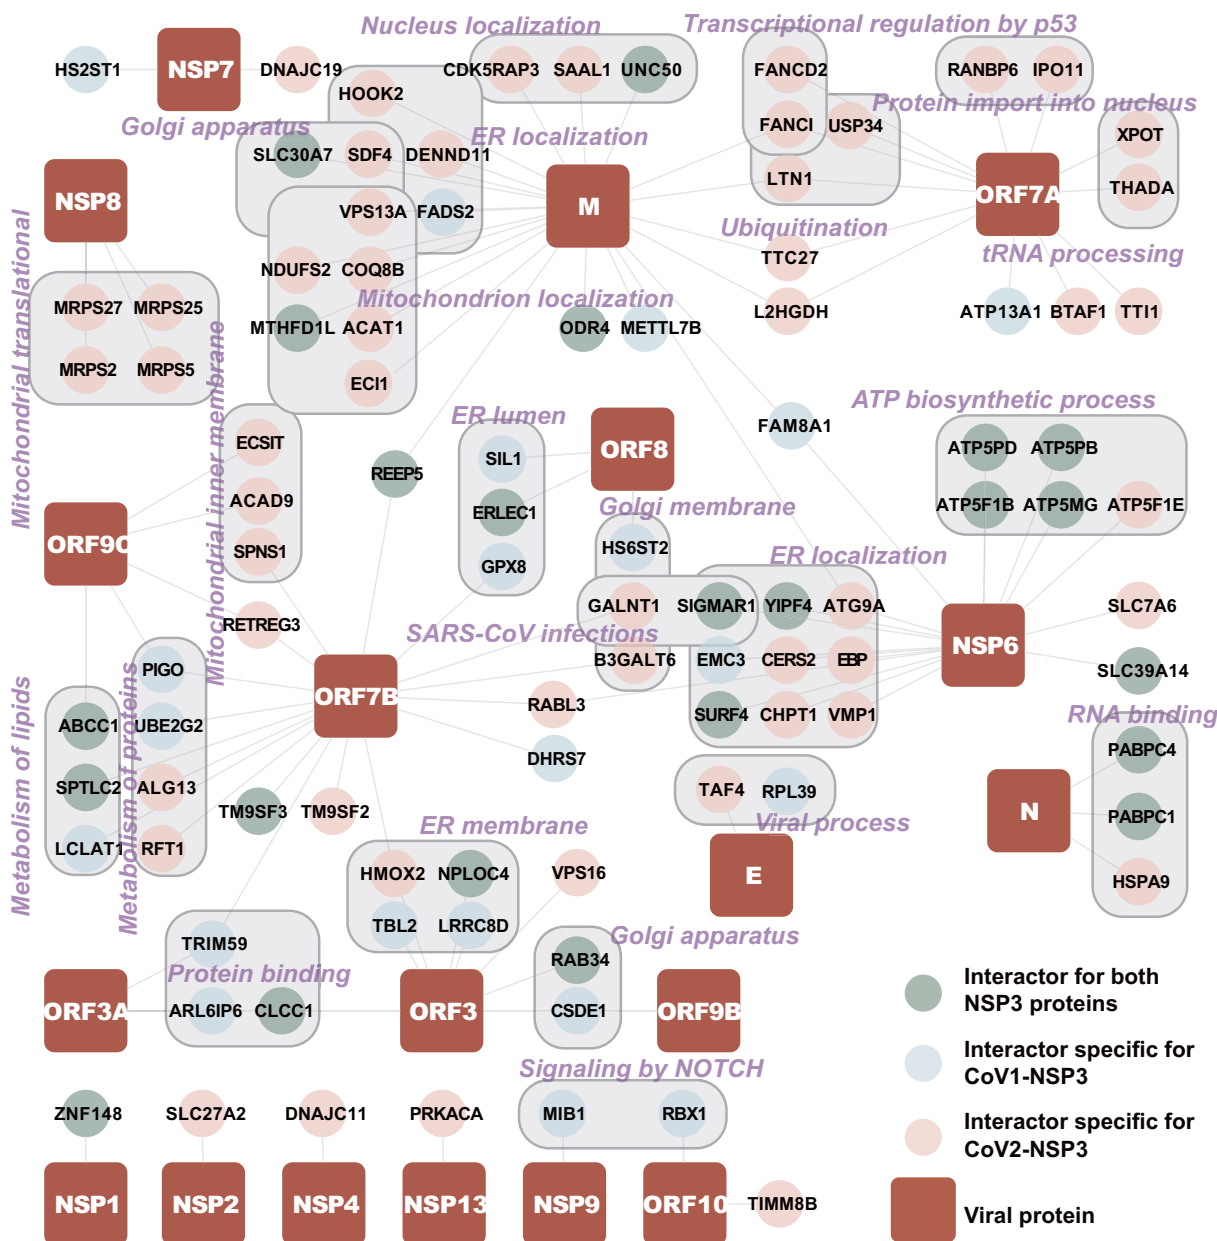 Nucleus localization
Transcriptional regulation by p53
HS2ST1
NSP7
DNAJC19
CDK5RAP3
SAAL1
UNC50
FANCD2
RANBP6
IPO11
HOOK2
Protein import into nucleus
Golgi apparatus
ER localization
FANCI
USP34
XPOT
SLC30A7
SDF4
DENND11
LTN1
THADA
NSP8
M
ORF7A
VPS13A
FADS2
Ubiquitination
TTC27
tRNA processing
NDUFS2
COQ8B
Mitochondrion localization
MRPS27
MRPS25
MTHFD1L
ACAT1
ODR4
METTL7B
L2HGDH
ATP13A1
BTAF1
TTI1
MRPS2
MRPS5
ECI1
Mitochondrial translational
Mitochondrial inner membrane
ER lumen
ATP biosynthetic process
FAM8A1
ECSIT
SIL1
ORF8
ATP5PD
ATP5PB
REEP5
ACAD9
ERLEC1
Golgi membrane
ATP5F1B
ATP5MG
ATP5F1E
ORF9C
SPNS1
GPX8
HS6ST2
ER localization
RETREG3
GALNT1
SIGMAR1
YIPF4
ATG9A
SLC7A6
SARS-CoV infections
NSP6
PIGO
B3GALT6
EMC3
CERS2
EBP
SLC39A14
ORF7B
RABL3
SURF4
CHPT1
VMP1
RNA binding
ABCC1
UBE2G2
DHRS7
PABPC4
Metabolism of lipids
Metabolism of proteins
SPTLC2
ALG13
TM9SF3
TM9SF2
TAF4
RPL39
N
PABPC1
ER membrane
Viral process
LCLAT1
RFT1
HMOX2
NPLOC4
VPS16
E
HSPA9
TBL2
LRRC8D
TRIM59
Golgi apparatus
Protein binding
RAB34
ORF3A
ARL6IP6
CLCC1
ORF3
CSDE1
ORF9B
Interactor for both
NSP3 proteins
Interactor specific for
CoV1-NSP3
Signaling by NOTCH
ZNF148
SLC27A2
DNAJC11
PRKACA
MIB1
RBX1
Interactor specific for
CoV2-NSP3
NSP1
NSP2
NSP4
NSP13
NSP9
ORF10
TIMM8B
Viral protein